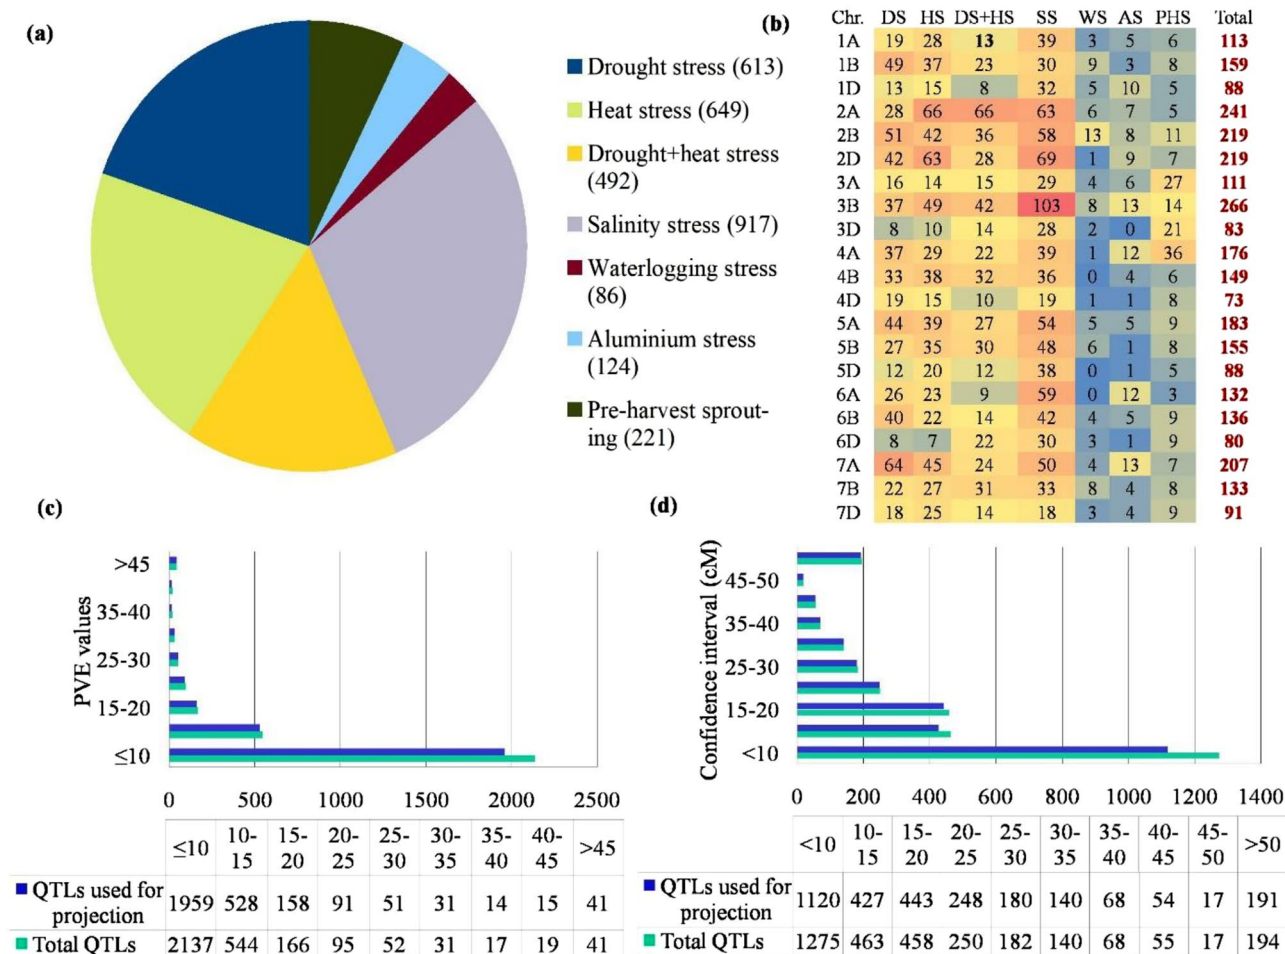 (a)
Drought stress (613)
Heat stress (649)
Drought+heat stress
(492)
Salinity stress (917)
Waterlogging stress
(86)
Aluminium stress
(124)
Pre-harvest sprout-
ing (221)
(b)
Chr. DS HS DS+HS SS WS AS PHS Total
1A 19 28 13 39 3 5 6 113
1B 49 37 23 30 9 3 8 159
1D 13 15 8 32 5 10 5 88
2A 28 66 66 63 6 7 5 241
2B 51 42 36 58 13 8 11 219
2D 42 63 28 69 1 9 7 219
3A 16 14 15 29 4 6 27 111
3B 37 49 42 103 8 13 14 266
3D 8 10 14 28 2 0 21 83
4A 37 29 22 39 1 12 36 176
4B 33 38 32 36 0 4 6 149
4D 19 15 10 19 1 1 8 73
5A 44 39 27 54 5 5 9 183
5B 27 35 30 48 6 1 8 155
5D 12 20 12 38 0 1 5 88
6A 26 23 9 59 0 12 3 132
6B 40 22 14 42 4 5 9 136
6D 8 7 22 30 3 1 9 80
7A 64 45 24 50 4 13 7 207
7B 22 27 31 33 8 4 8 133
7D 18 25 14 18 3 4 9 91
(c)
PVE values
>45
35-40
25-30
15-20
≤10
0 500 1000 1500 2000 2500
≤10 10-15 15-20 20-25 25-30 30-35 35-40 40-45 >45
QTLs used for
projection 1959 528 158 91 51 31 14 15 41
Total QTLs 2137 544 166 95 52 31 17 19 41
(d)
Confidence interval (cM)
45-50
35-40
25-30
15-20
<10
0 200 400 600 800 1000 1200 1400
<10 10-15 15-20 20-25 25-30 30-35 35-40 40-45 45-50 >50
QTLs used for
projection 1120 427 443 248 180 140 68 54 17 191
Total QTLs 1275 463 458 250 182 140 68 55 17 194